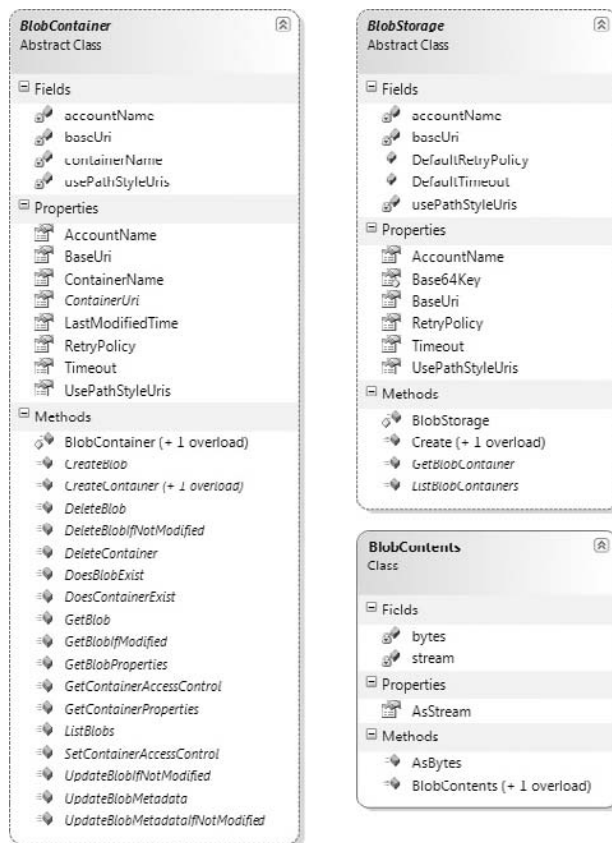 BlobContainer
Abstract Class
Fields
accountName
baseUri
containerName
usePathStyleUris
Properties
AccountName
BaseUri
ContainerName
ContainerUri
LastModifiedTime
RetryPolicy
Timeout
UsePathStyleUris
Methods
BlobContainer (+ 1 overload)
CreateBlob
CreateContainer (+ 1 overload)
DeleteBlob
DeleteBlobIfNotModified
DeleteContainer
DoesBlobExist
DoesContainerExist
GetBlob
GetBlobIfModified
GetBlobProperties
GetContainerAccessControl
GetContainerProperties
ListBlobs
SetContainerAccessControl
UpdateBlobIfNotModified
UpdateBlobMetadata
UpdateBlobMetadataIfNotModified
BlobStorage
Abstract Class
Fields
accountName
baseUri
DefaultRetryPolicy
DefaultTimeout
usePathStyleUris
Properties
AccountName
Base64Key
BaseUri
RetryPolicy
Timeout
UsePathStyleUris
Methods
BlobStorage
Create (+ 1 overload)
GetBlobContainer
ListBlobContainers
BlobContents
Class
Fields
bytes
stream
Properties
AsStream
Methods
AsBytes
BlobContents (+ 1 overload)